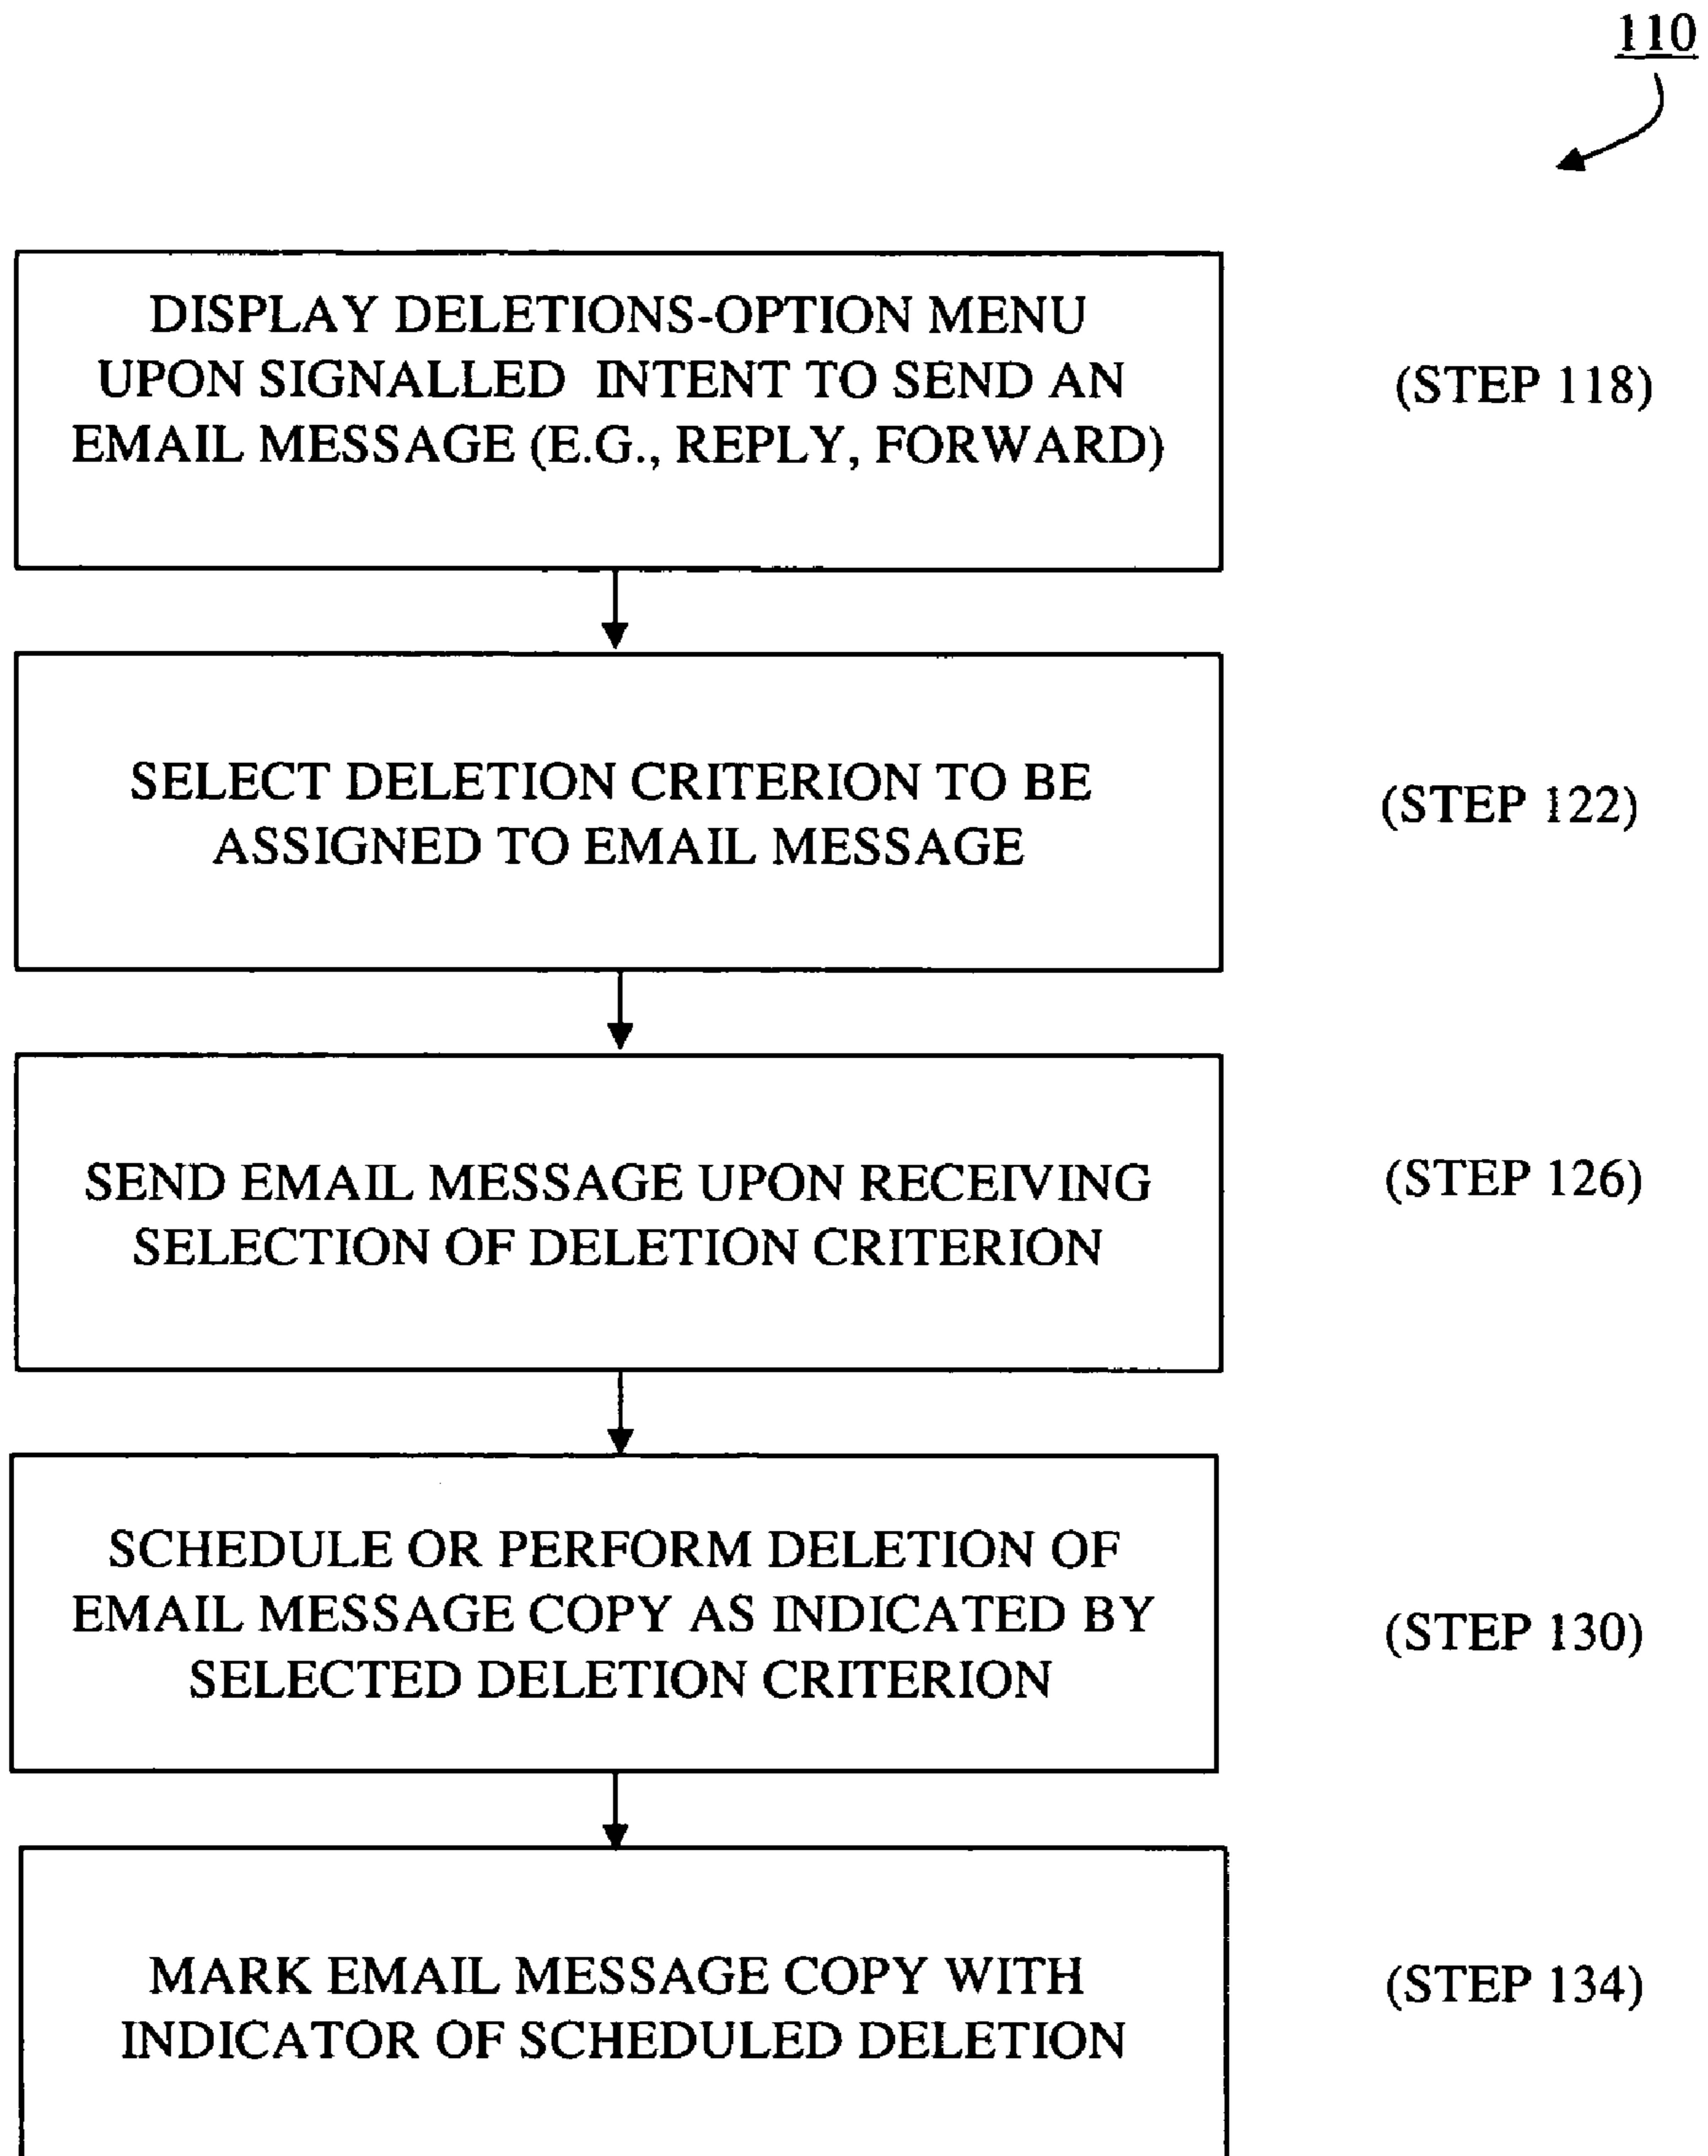 110
DISPLAY DELETIONS-OPTION MENU
UPON SIGNALLED INTENT TO SEND AN
EMAIL MESSAGE (E.G., REPLY, FORWARD)
(STEP 118)
SELECT DELETION CRITERION TO BE
ASSIGNED TO EMAIL MESSAGE
(STEP 122)
SEND EMAIL MESSAGE UPON RECEIVING
SELECTION OF DELETION CRITERION
(STEP 126)
SCHEDULE OR PERFORM DELETION OF
EMAIL MESSAGE COPY AS INDICATED BY
SELECTED DELETION CRITERION
(STEP 130)
MARK EMAIL MESSAGE COPY WITH
INDICATOR OF SCHEDULED DELETION
(STEP 134)